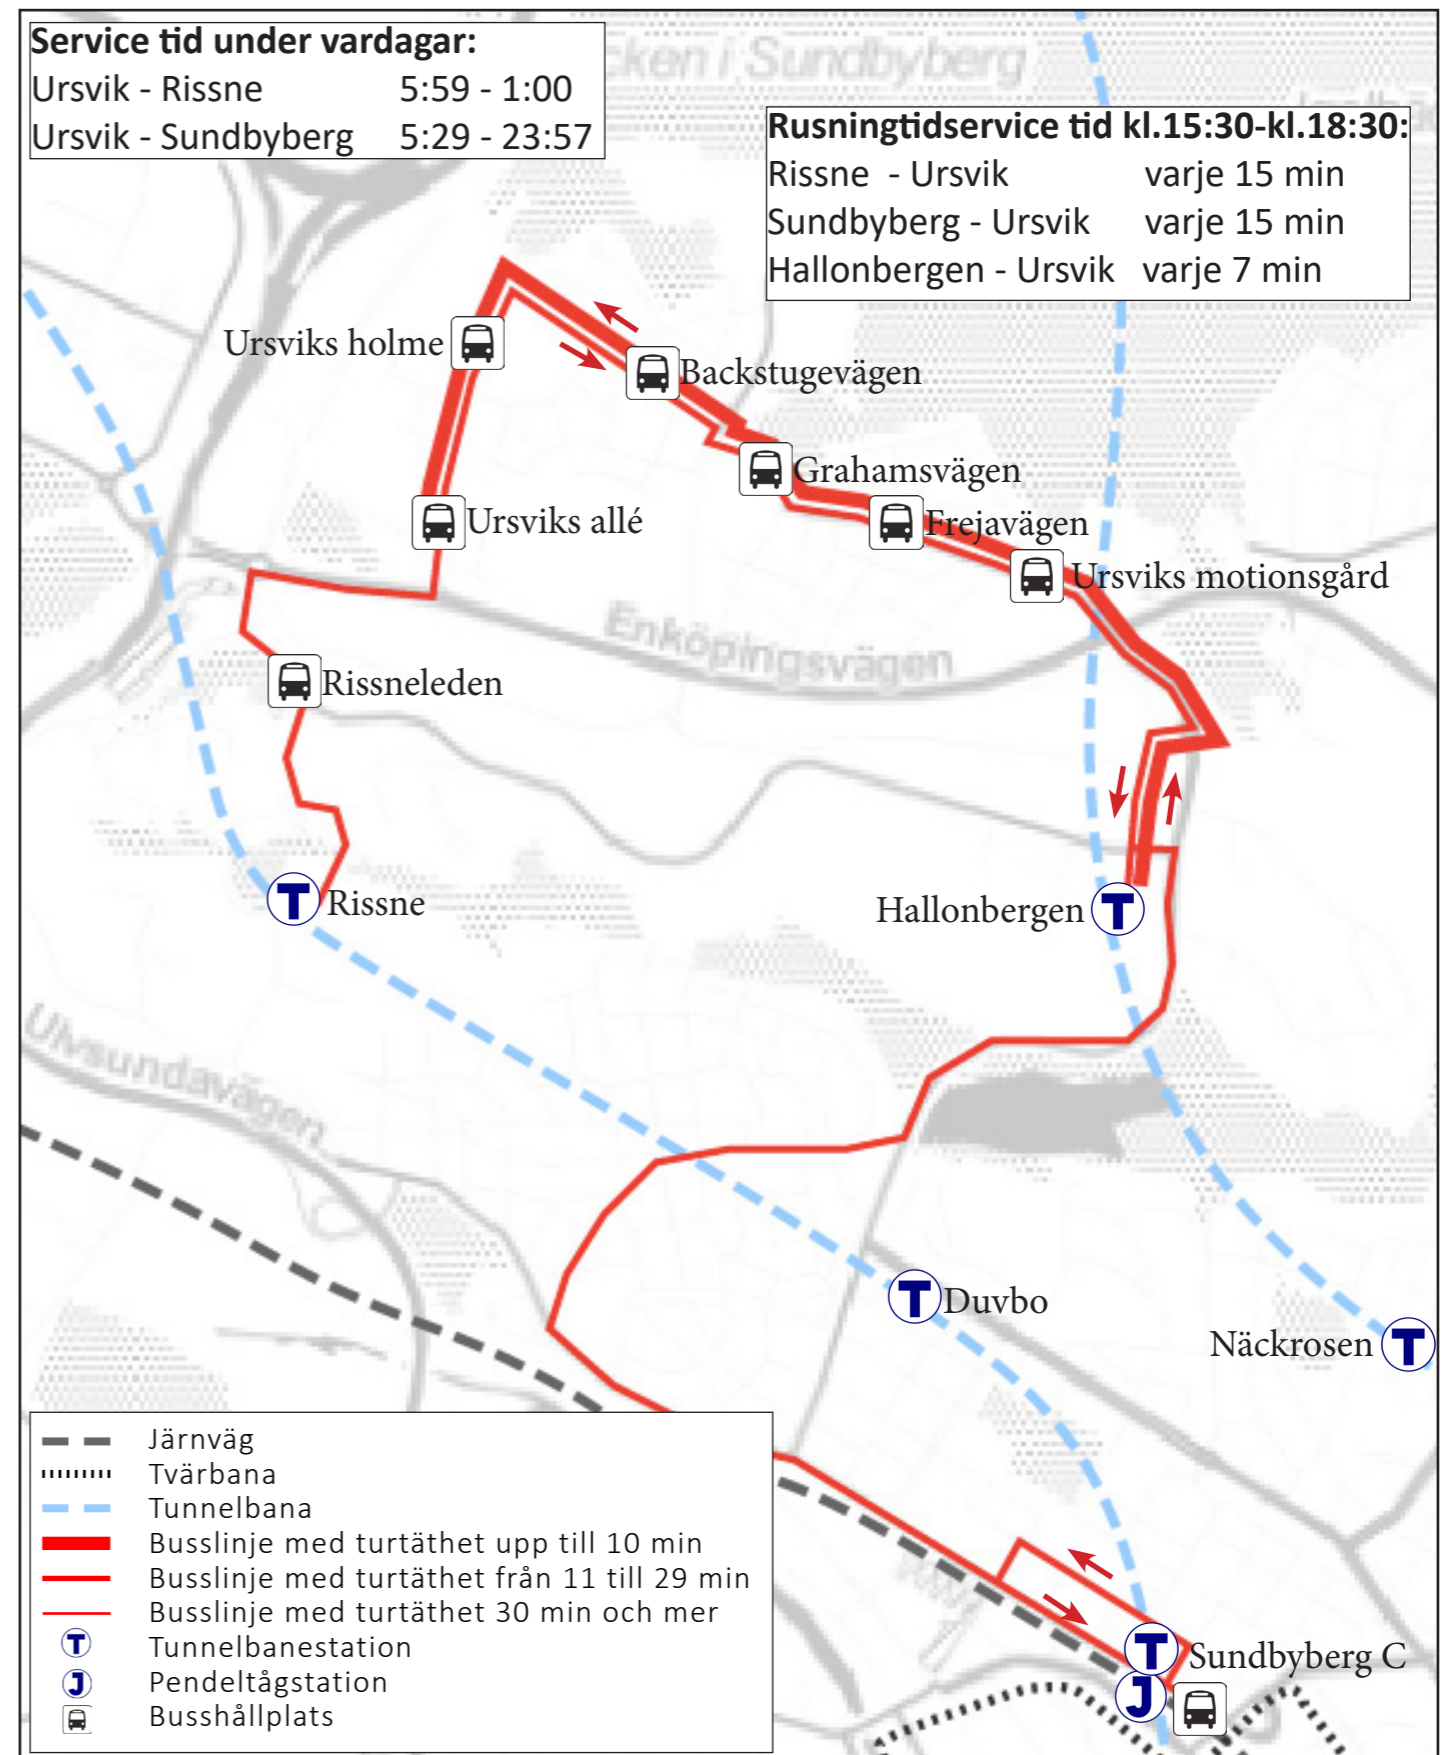 Service tid under vardagar:
Ursvik - Rissne 5:59 - 1:00
Ursvik - Sundbyberg 5:29 - 23:57
i Sundbyberg
Rusningtidservice tid kl.15:30-kl.18:30:
Rissne - Ursvik varje 15 min
Sundbyberg - Ursvik varje 15 min
Hallonbergen - Ursvik varje 7 min
Ursviks holme
Backstugevägen
Grahamsvägen
Ursviks allé
Frejavägen
Ursviks motionsgård
Enköpingsvägen
Rissneleden
T Rissne
Hallonbergen T
Ulvsundavägen
T Duvbo
Näckrosen T
Järnväg
Tvärbana
Tunnelbana
Busslinje med turtäthet upp till 10 min
Busslinje med turtäthet från 11 till 29 min
Busslinje med turtäthet 30 min och mer
T Tunnelbanestation
J Pendeltågstation
Busshållplats
T Sundbyberg C
J